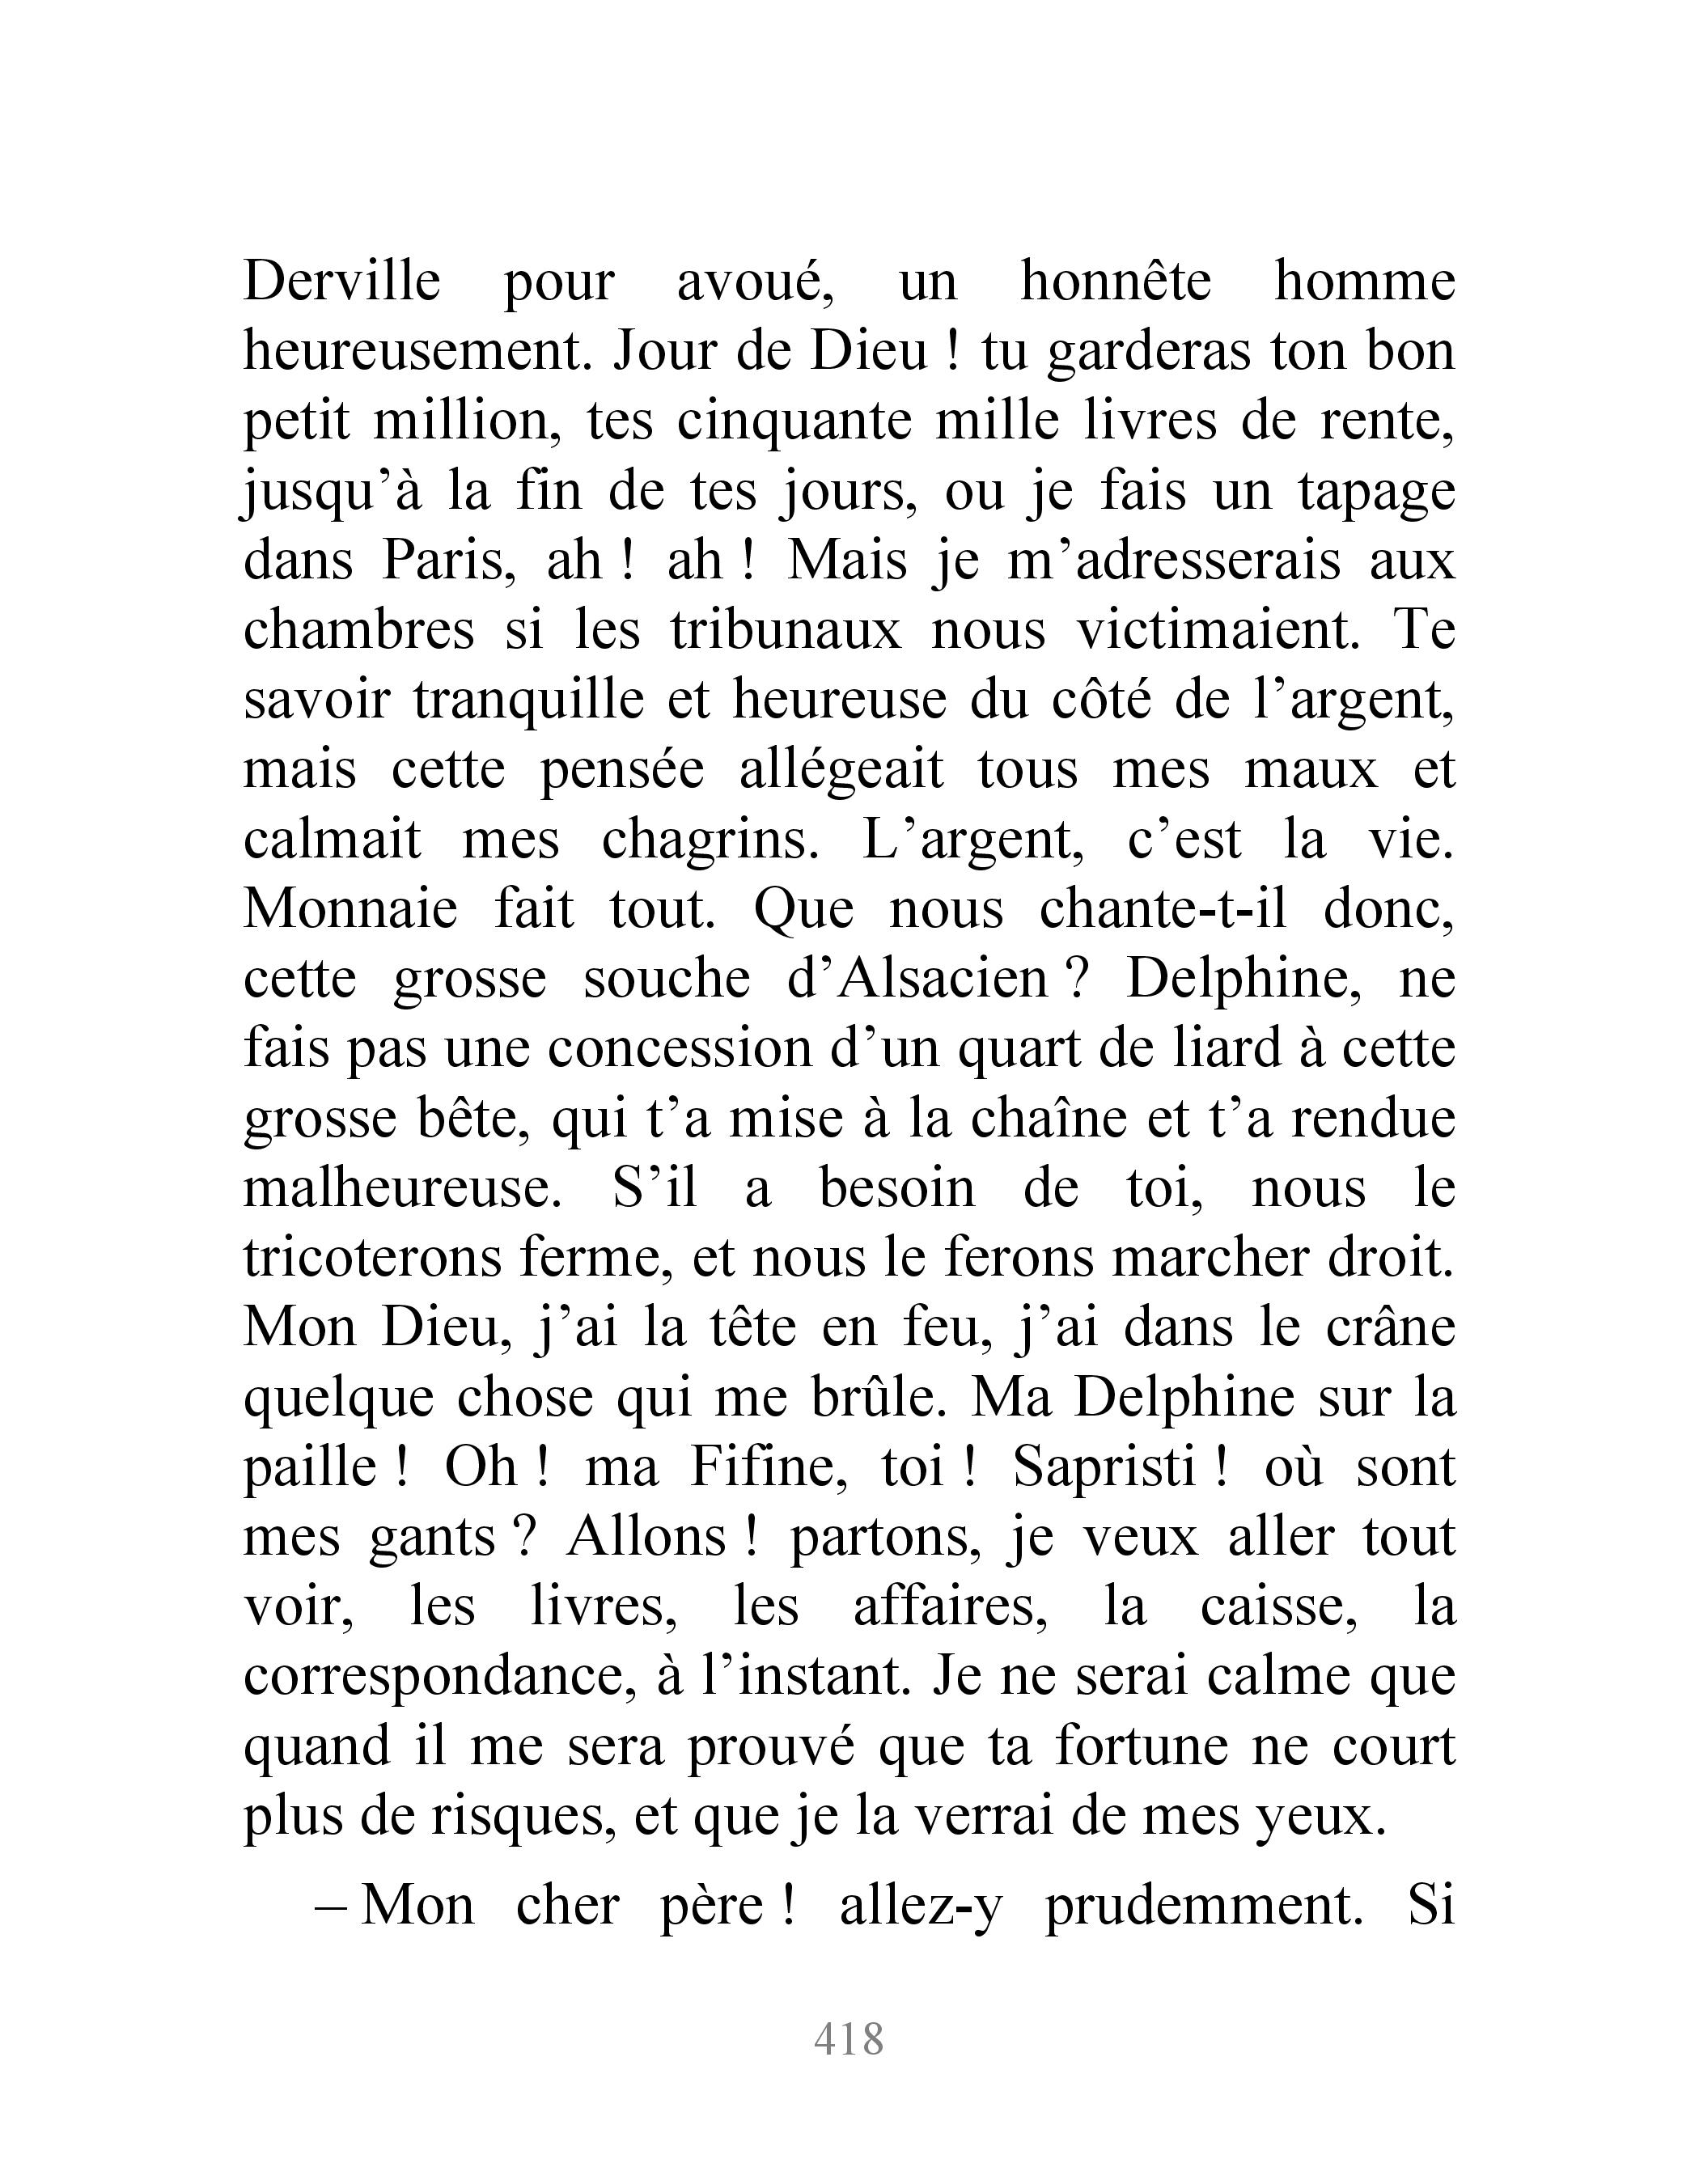 Derville pour avoué, un honnête homme
heureusement. Jour de Dieu ! tu garderas ton bon
petit million, tes cinquante mille livres de rente,
jusqu’à la fin de tes jours, ou je fais un tapage
dans Paris, ah ! ah ! Mais je m’adresserais aux
chambres si les tribunaux nous victimaient. Te
savoir tranquille et heureuse du côté de l’argent,
mais cette pensée allégeait tous mes maux et
calmait mes chagrins. L’argent, c’est la vie.
Monnaie fait tout. Que nous chante-t-il donc,
cette grosse souche d’Alsacien ? Delphine, ne
fais pas une concession d’un quart de liard à cette
grosse bête, qui t’a mise à la chaîne et t’a rendue
malheureuse. S’il a besoin de toi, nous le
tricoterons ferme, et nous le ferons marcher droit.
Mon Dieu, j’ai la tête en feu, j’ai dans le crâne
quelque chose qui me brûle. Ma Delphine sur la
paille ! Oh ! ma Fifine, toi ! Sapristi ! où sont
mes gants ? Allons ! partons, je veux aller tout
voir, les livres, les affaires, la caisse, la
correspondance, à l’instant. Je ne serai calme que
quand il me sera prouvé que ta fortune ne court
plus de risques, et que je la verrai de mes yeux.
– Mon cher père ! allez-y prudemment. Si
418